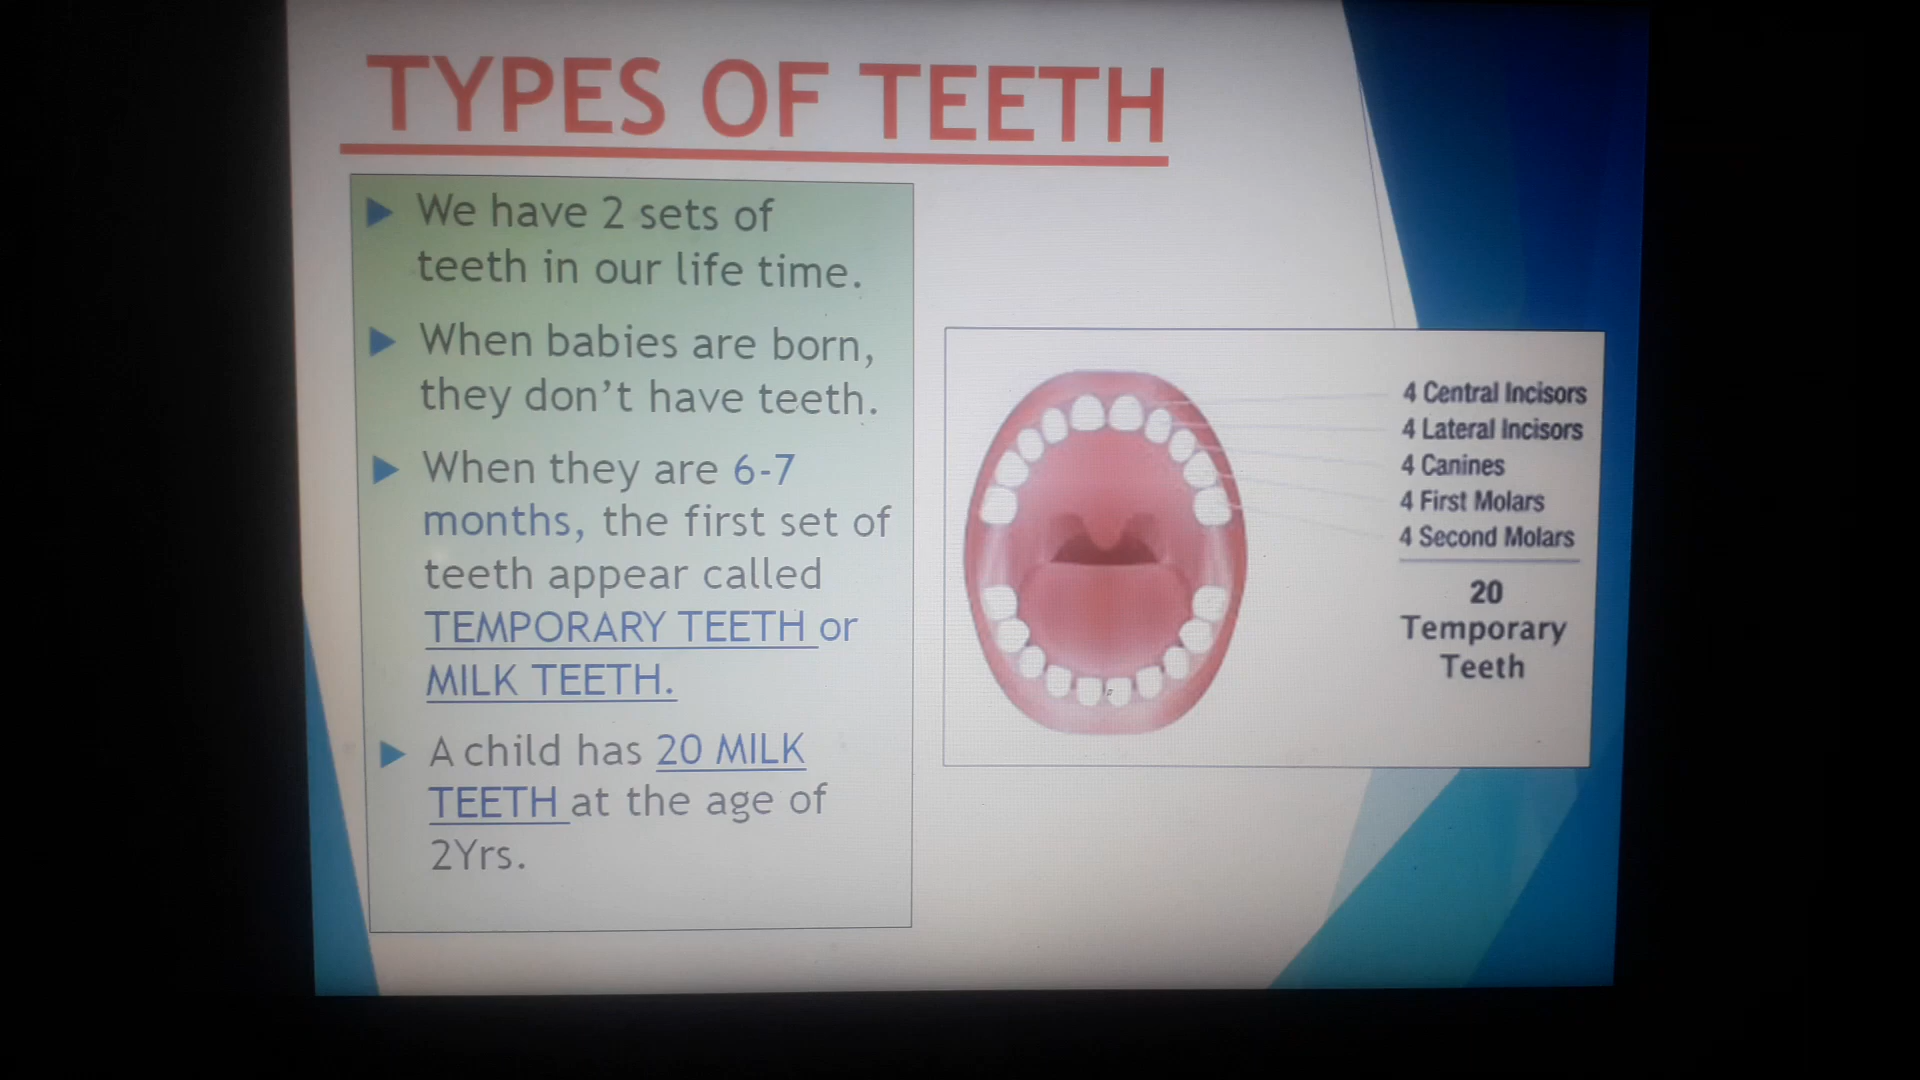 TYPES OF TEETH
We have 2 sets of
teeth in our life time.
When babies are born,
they don't have teeth.
When they are 6-7
months, the first set of
teeth appear called
TEMPORARY TEETH or
MILK TEETH.
A child has 20 MILK
TEETH at the age of
2Yrs.
4 Central Incisors
4 Lateral Incisors
4 Canines
4 First Molars
4 Second Molars
20
Temporary
Teeth